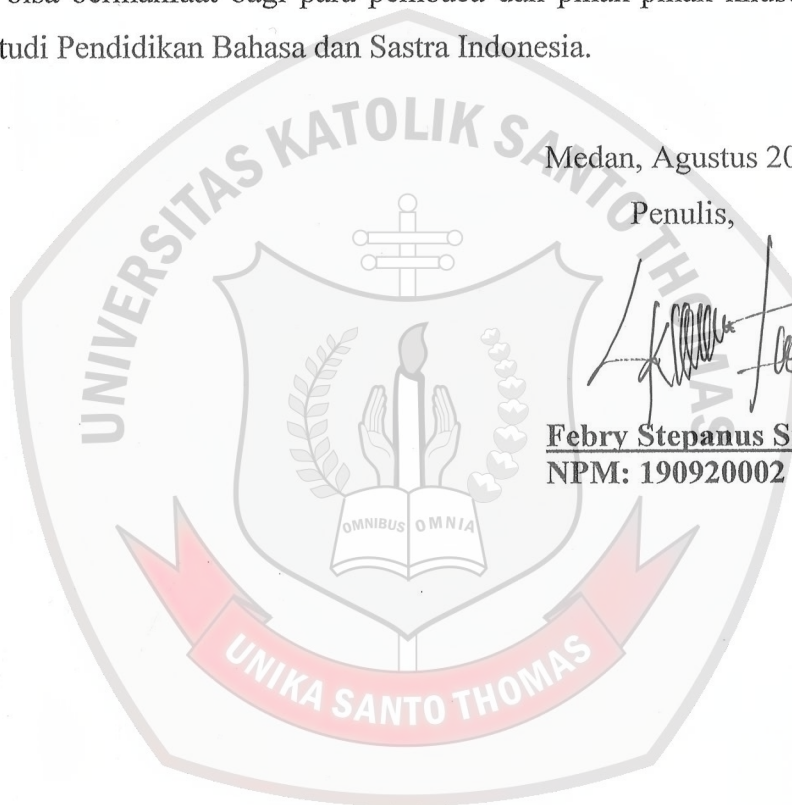 bisa bermanfaat bagi para pembaca dan pihak-pihak
tudi Pendidikan Bahasa dan Sastra Indonesia.
UNIVERSITAS KATOLIK SANTO THOMAS
Medan, Agustus 20
Penulis,
Febry Stepanus S
NPM: 190920002
OMNIBUS OMNIA
UNIKA SANTO THOMAS